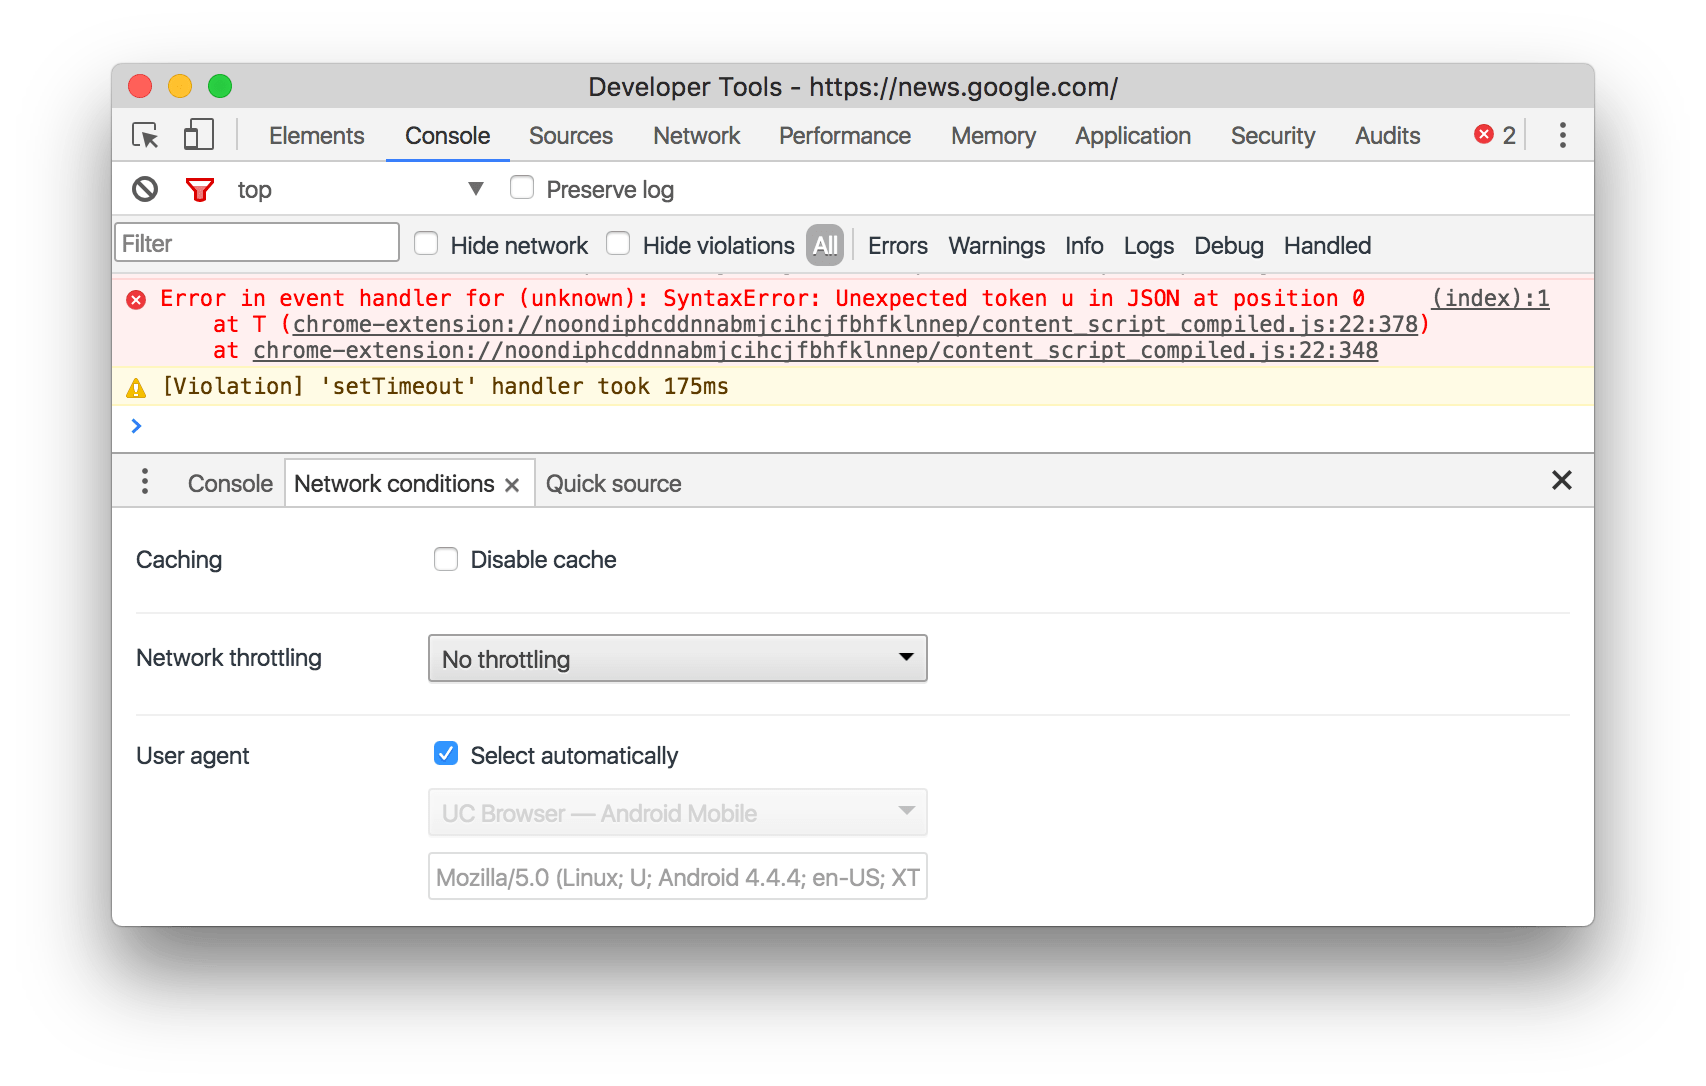 Developer Tools - https://news.google.com/
Elements Console Sources Network Performance Memory Application Security Audits 2
top Preserve log
Filter Hide network Hide violations All Errors Warnings Info Logs Debug Handled
Error in event handler for (unknown): SyntaxError: Unexpected token u in JSON at position 0 (index):1
at T (chrome-extension://noondiphcddnnabmjcihcjfbhfklnnep/content_script_compiled.js:22:378)
at chrome-extension://noondiphcddnnabmjcihcjfbhfklnnep/content_script_compiled.js:22:348
[Violation] 'setTimeout' handler took 175ms
Console Network conditions Quick source
Caching Disable cache
Network throttling No throttling
User agent Select automatically
UC Browser — Android Mobile
Mozilla/5.0 (Linux; U; Android 4.4.4; en-US; XT